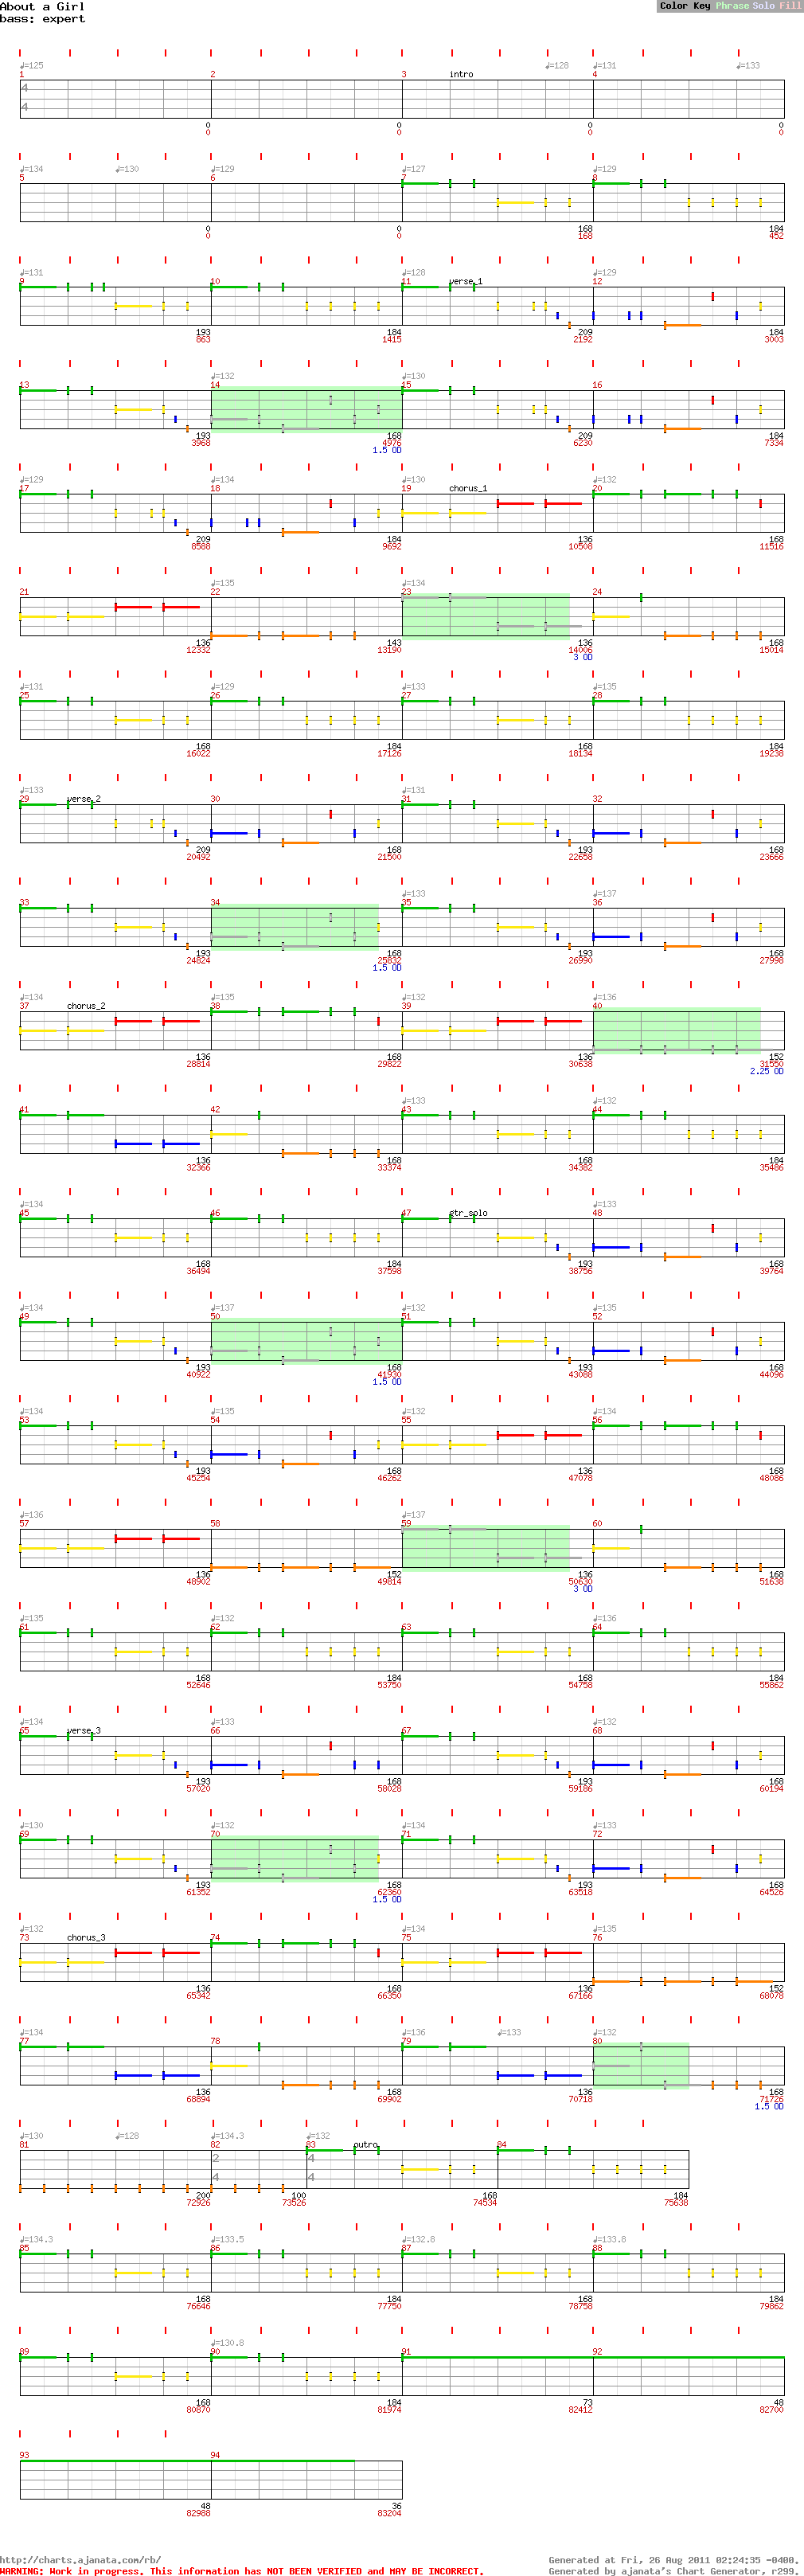 About a Girl
bass: expert
Color Key Phrase Solo Fill
♩=125 ♩=128 ♩=131 ♩=133
1 2 3 intro 4
4
4
0 0 0 0
0 0 0 0
♩=134 ♩=130 ♩=129 ♩=127 ♩=129
5 6 7 8
0 0 168 184
0 0 168 452
♩=131 ♩=128 ♩=129
9 10 11 verse_1 12
193 184 209 184
863 1415 2192 3003
♩=132 ♩=130
13 14 15 16
193 168 209 184
3968 4976 6230 7334
1.5 OD
♩=129 ♩=134 ♩=130 ♩=132
17 18 19 chorus_1 20
209 184 136 168
8588 9692 10508 11516
♩=135 ♩=134
21 22 23 24
136 143 136 168
12332 13190 14006 15014
3 OD
♩=131 ♩=129 ♩=133 ♩=135
25 26 27 28
168 184 168 184
16022 17126 18134 19238
♩=133 ♩=131
29 verse_2 30 31 32
209 168 193 168
20492 21500 22658 23666
♩=133 ♩=137
33 34 35 36
193 168 193 168
24824 25832 26990 27998
1.5 OD
♩=134 ♩=135 ♩=132 ♩=136
37 chorus_2 38 39 40
136 168 136 152
28814 29822 30638 31550
2.25 OD
♩=133 ♩=132
41 42 43 44
136 168 168 184
32366 33374 34382 35486
♩=134 ♩=133
45 46 47 gtr_solo 48
168 184 193 168
36494 37598 38756 39764
♩=134 ♩=137 ♩=132 ♩=135
49 50 51 52
193 168 193 168
40922 41930 43088 44096
1.5 OD
♩=134 ♩=135 ♩=132 ♩=134
53 54 55 56
193 168 136 168
45254 46262 47078 48086
♩=136 ♩=137
57 58 59 60
136 152 136 168
48902 49814 50630 51638
3 OD
♩=135 ♩=132 ♩=136
61 62 63 64
168 184 168 184
52646 53750 54758 55862
♩=134 ♩=133 ♩=136
65 verse_3 66 67 68
193 168 193 168
57020 58028 59186 60194
♩=130 ♩=132 ♩=134 ♩=133
69 70 71 72
193 168 193 168
61352 62360 63518 64526
1.5 OD
♩=132 ♩=134 ♩=135
73 chorus_3 74 75 76
136 168 136 152
65342 66350 67166 68078
♩=134 ♩=136 ♩=133 ♩=132
77 78 79 80
136 168 136 168
68894 69902 70718 71726
1.5 OD
♩=130 ♩=128 ♩=134.3 ♩=132
81 82 83 outro 84
2 4
4 4
200 100 168 184
72926 73526 74534 75638
♩=134.3 ♩=133.5 ♩=132.8 ♩=133.8
85 86 87 88
168 184 168 184
76646 77750 78758 79862
♩=130.8
89 90 91 92
168 184 73 48
80870 81974 82412 82700
93 94
48 36
82988 83204
http://charts.ajanata.com/rb/ Generated at Fri, 26 Aug 2011 02:24:35 -0400.
WARNING: Work in progress. This information has NOT BEEN VERIFIED and MAY BE INCORRECT. Generated by ajanata's Chart Generator, r299.